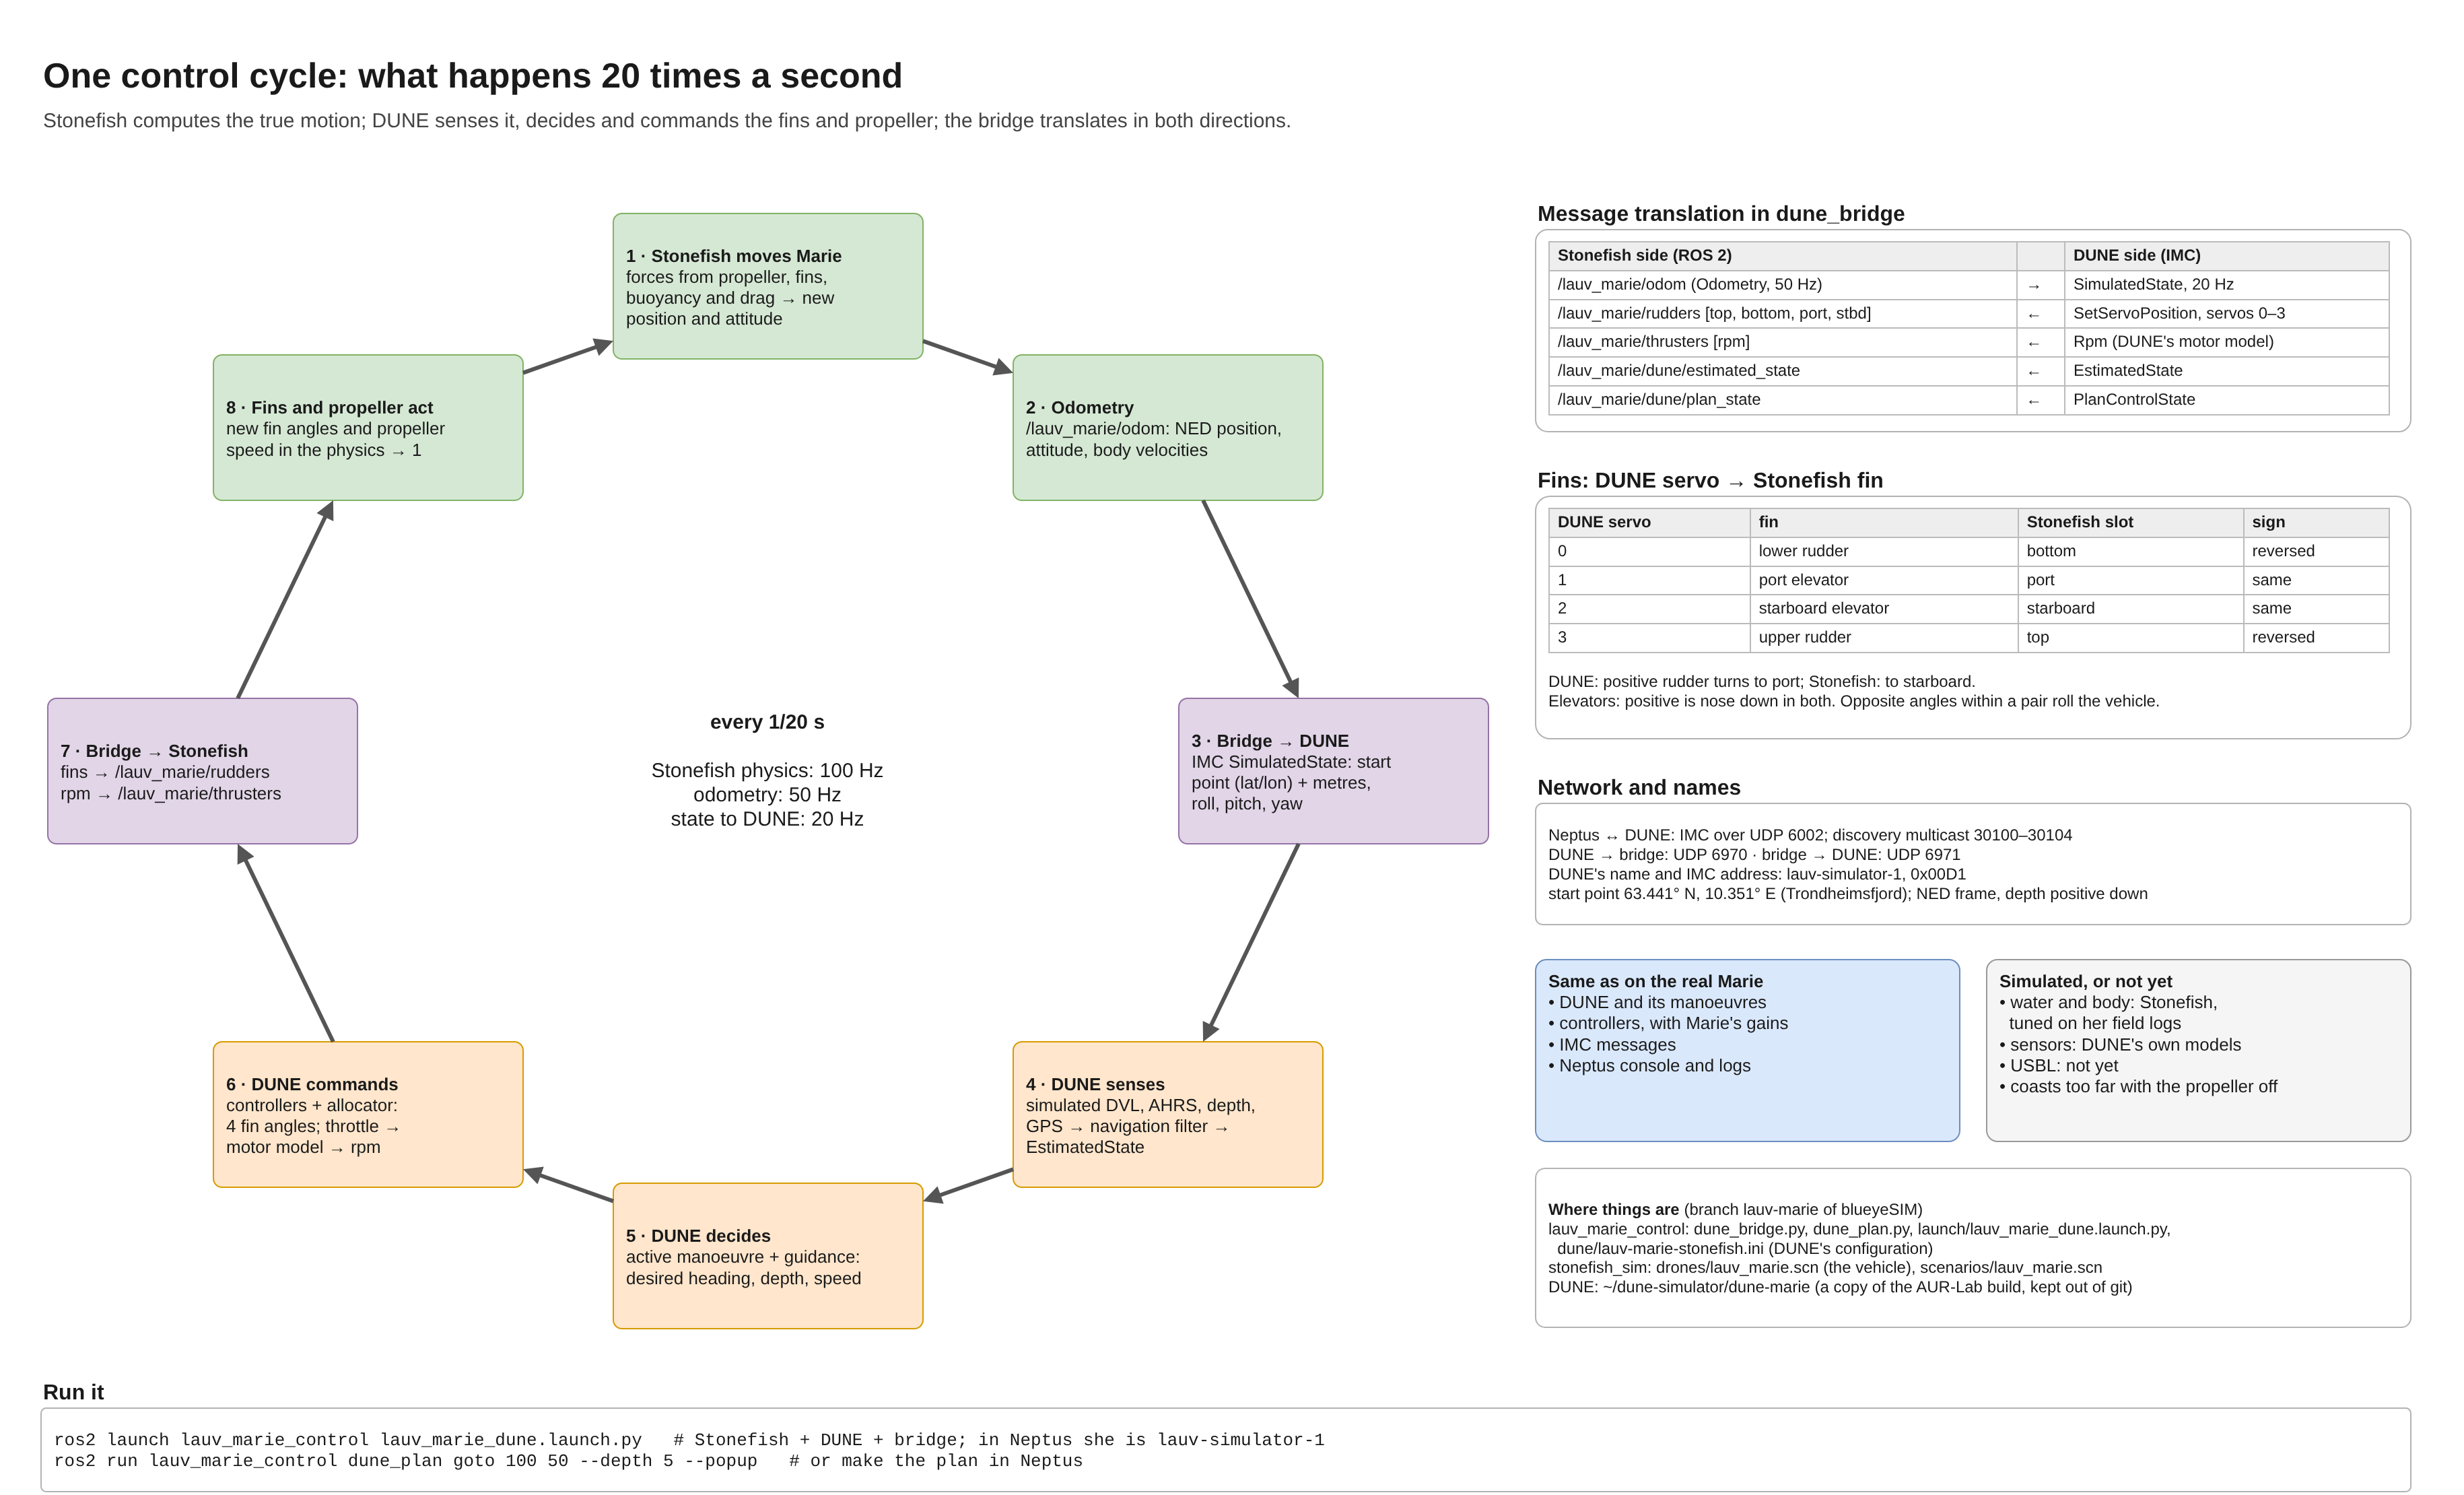 One control cycle: what happens 20 times a second
Stonefish computes the true motion; DUNE senses it, decides and commands the fins and propeller; the bridge translates in both directions.
1 · Stonefish moves Marie
forces from propeller, fins,
buoyancy and drag → new
position and attitude
2 · Odometry
/lauv_marie/odom: NED position,
attitude, body velocities
3 · Bridge → DUNE
IMC SimulatedState: start
point (lat/lon) + metres,
roll, pitch, yaw
4 · DUNE senses
simulated DVL, AHRS, depth,
GPS → navigation filter →
EstimatedState
5 · DUNE decides
active manoeuvre + guidance:
desired heading, depth, speed
6 · DUNE commands
controllers + allocator:
4 fin angles; throttle →
motor model → rpm
7 · Bridge → Stonefish
fins → /lauv_marie/rudders
rpm → /lauv_marie/thrusters
8 · Fins and propeller act
new fin angles and propeller
speed in the physics → 1
every 1/20 s
Stonefish physics: 100 Hz
odometry: 50 Hz
state to DUNE: 20 Hz
Message translation in dune_bridge
Stonefish side (ROS 2) DUNE side (IMC)
/lauv_marie/odom (Odometry, 50 Hz) → SimulatedState, 20 Hz
/lauv_marie/rudders [top, bottom, port, stbd] ← SetServoPosition, servos 0–3
/lauv_marie/thrusters [rpm] ← Rpm (DUNE's motor model)
/lauv_marie/dune/estimated_state ← EstimatedState
/lauv_marie/dune/plan_state ← PlanControlState
Fins: DUNE servo → Stonefish fin
DUNE servo fin Stonefish slot sign
0 lower rudder bottom reversed
1 port elevator port same
2 starboard elevator starboard same
3 upper rudder top reversed
DUNE: positive rudder turns to port; Stonefish: to starboard.
Elevators: positive is nose down in both. Opposite angles within a pair roll the vehicle.
Network and names
Neptus ↔ DUNE: IMC over UDP 6002; discovery multicast 30100–30104
DUNE → bridge: UDP 6970 · bridge → DUNE: UDP 6971
DUNE's name and IMC address: lauv-simulator-1, 0x00D1
start point 63.441° N, 10.351° E (Trondheimsfjord); NED frame, depth positive down
Same as on the real Marie
• DUNE and its manoeuvres
• controllers, with Marie's gains
• IMC messages
• Neptus console and logs
Simulated, or not yet
• water and body: Stonefish,
tuned on her field logs
• sensors: DUNE's own models
• USBL: not yet
• coasts too far with the propeller off
Where things are (branch lauv-marie of blueyeSIM)
lauv_marie_control: dune_bridge.py, dune_plan.py, launch/lauv_marie_dune.launch.py,
dune/lauv-marie-stonefish.ini (DUNE's configuration)
stonefish_sim: drones/lauv_marie.scn (the vehicle), scenarios/lauv_marie.scn
DUNE: ~/dune-simulator/dune-marie (a copy of the AUR-Lab build, kept out of git)
Run it
ros2 launch lauv_marie_control lauv_marie_dune.launch.py # Stonefish + DUNE + bridge; in Neptus she is lauv-simulator-1
ros2 run lauv_marie_control dune_plan goto 100 50 --depth 5 --popup # or make the plan in Neptus